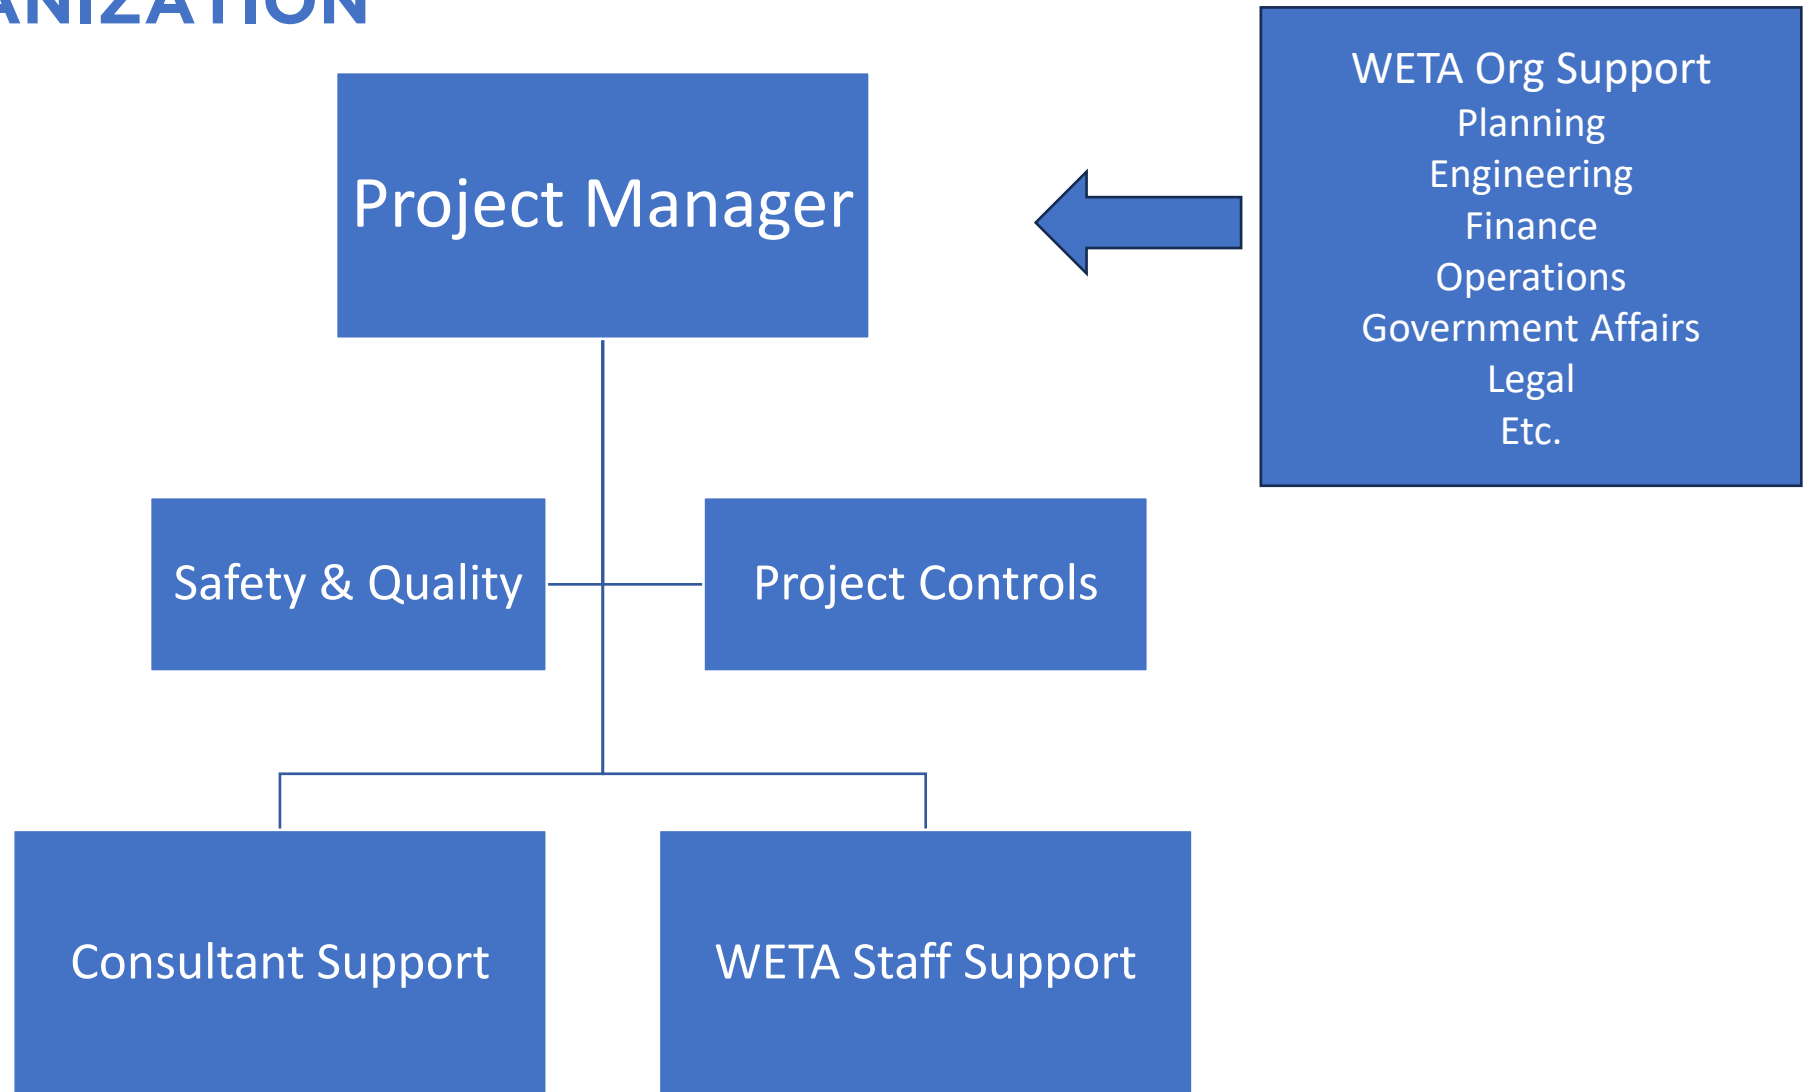 ANIZATION
Project Manager
WETA Org Support
Planning
Engineering
Finance
Operations
Government Affairs
Legal
Etc.
Safety & Quality
Project Controls
Consultant Support
WETA Staff Support